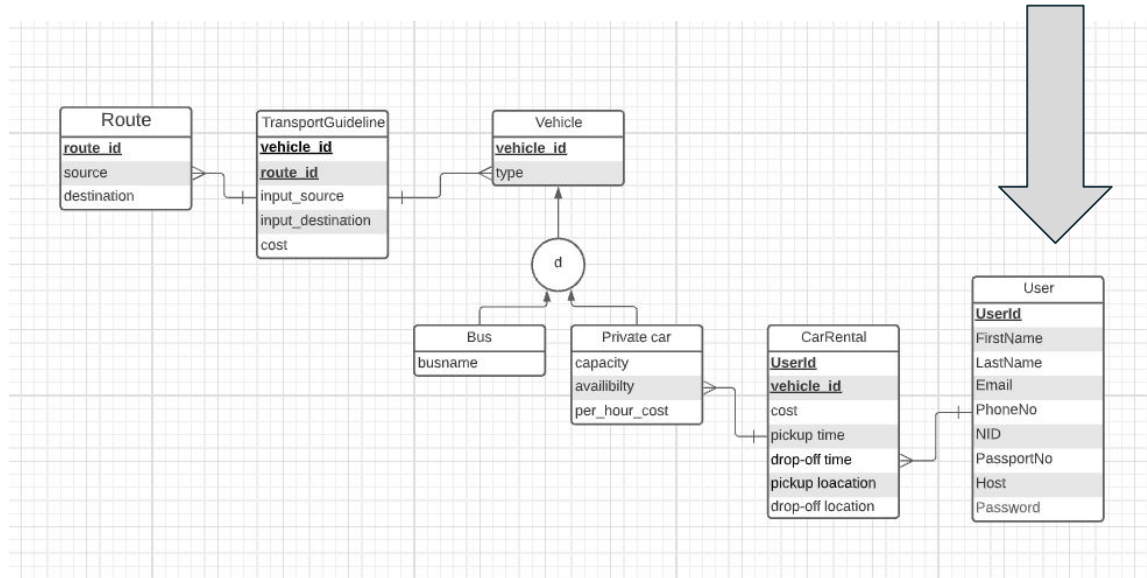 Route
route_id
source
destination
TransportGuideline
vehicle_id
route_id
input_source
input_destination
cost
Vehicle
vehicle_id
type
d
Bus
busname
Private car
capacity
availibilty
per_hour_cost
CarRental
UserId
vehicle_id
cost
pickup time
drop-off time
pickup loacation
drop-off location
User
UserId
FirstName
LastName
Email
PhoneNo
NID
PassportNo
Host
Password